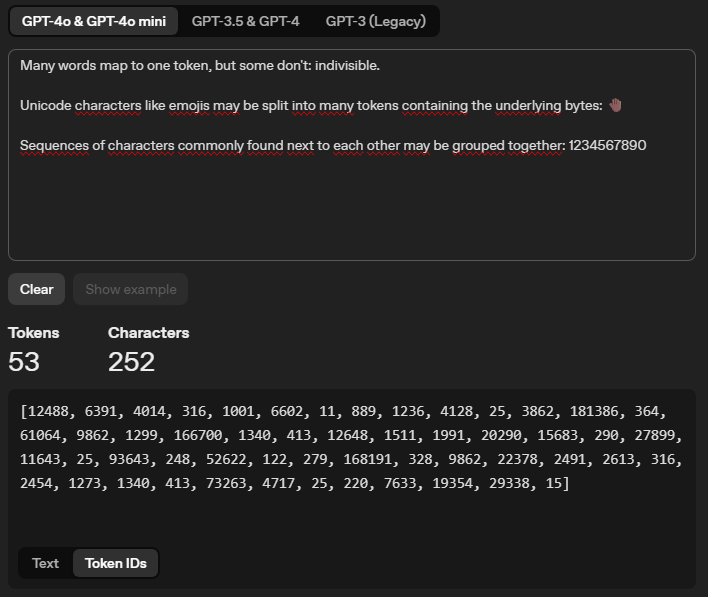 GPT-4o & GPT-4o mini GPT-3.5 & GPT-4 GPT-3 (Legacy)
Many words map to one token, but some don't: indivisible.
Unicode characters like emojis may be split into many tokens containing the underlying bytes: 🤚🏾
Sequences of characters commonly found next to each other may be grouped together: 1234567890
Clear Show example
Tokens Characters
53 252
[12488, 6391, 4014, 316, 1001, 6602, 11, 889, 1236, 4128, 25, 3862, 181386, 364,
61064, 9862, 1299, 166700, 1340, 413, 12648, 1511, 1991, 20290, 15683, 290, 27899,
11643, 25, 93643, 248, 52622, 122, 279, 168191, 328, 9862, 22378, 2491, 2613, 316,
2454, 1273, 1340, 413, 73263, 4717, 25, 220, 7633, 19354, 29338, 15]
Text Token IDs